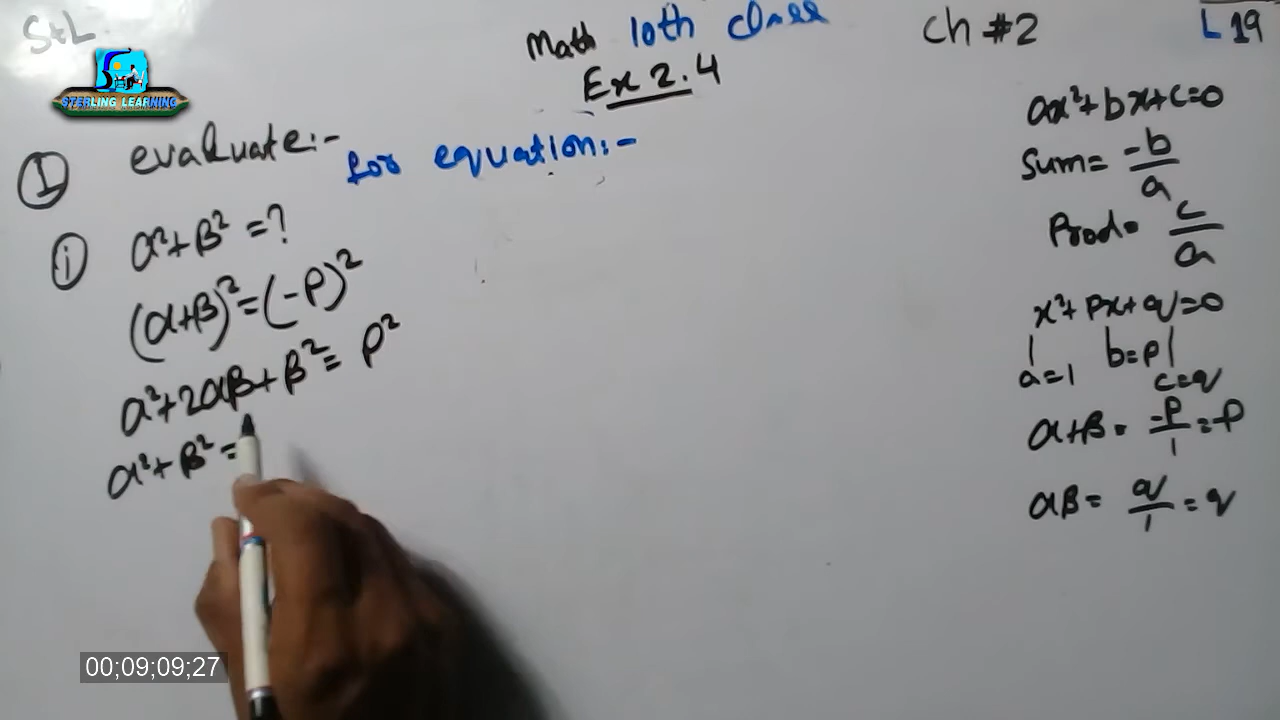 StL
STERLING LEARNING
Math 10th Class Ch #2 L 19
Ex 2.4
① evaluate:- for equation:-
ⓘ α²+β²=?
(α+β)²=(-P)²
α²+2αβ+β²= P²
α²+β²=
ax²+bx+c=0
Sum= -b/a
Prod= c/a
x²+Px+q=0
a=1 b=P c=q
α+β= -P/1=-P
αβ= q/1=q
00;09;09;27